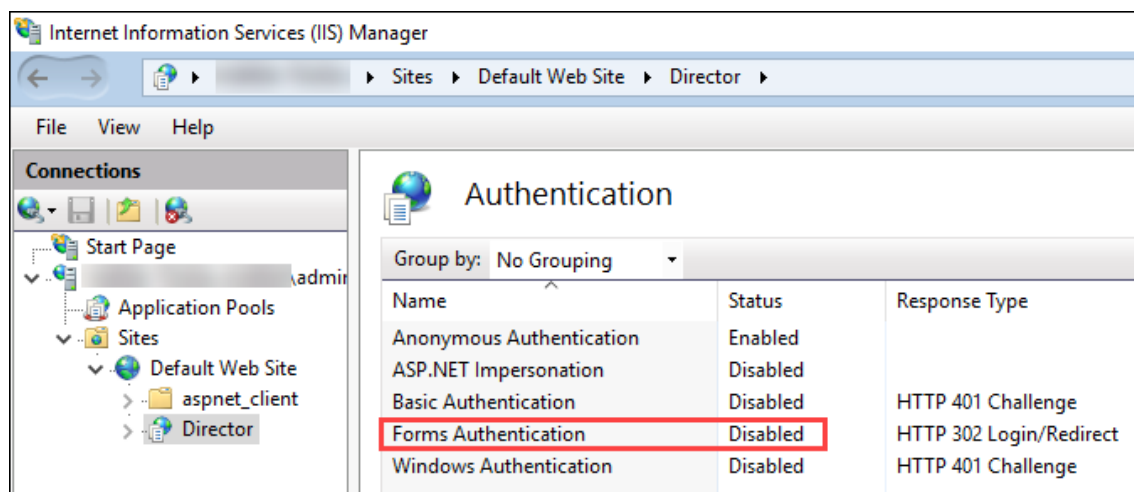 Internet Information Services (IIS) Manager
Sites Default Web Site Director
File View Help
Connections
Start Page
\admin
Application Pools
Sites
Default Web Site
aspnet_client
Director
Authentication
Group by: No Grouping
Name Status Response Type
Anonymous Authentication Enabled
ASP.NET Impersonation Disabled
Basic Authentication Disabled HTTP 401 Challenge
Forms Authentication Disabled HTTP 302 Login/Redirect
Windows Authentication Disabled HTTP 401 Challenge